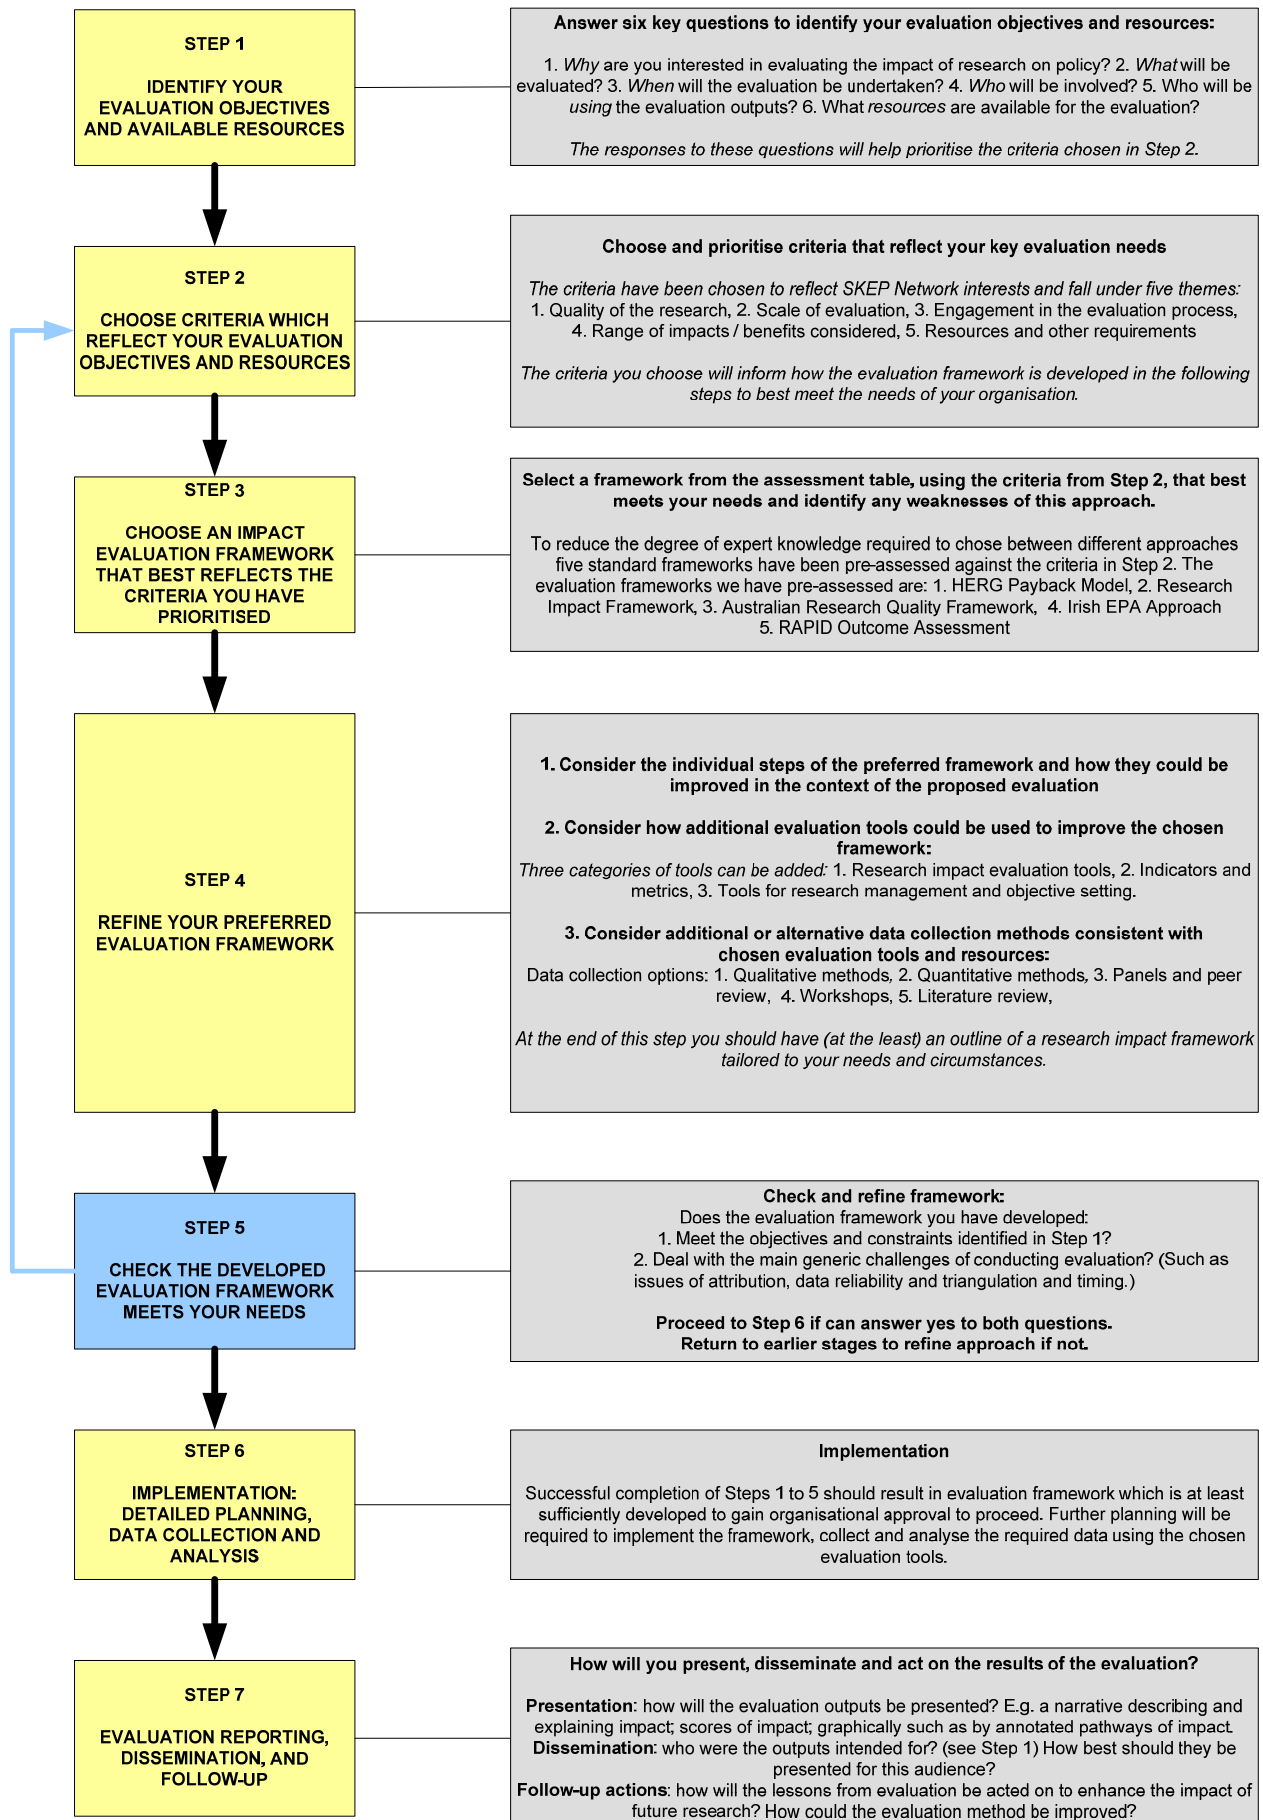 STEP 1
IDENTIFY YOUR
EVALUATION OBJECTIVES
AND AVAILABLE RESOURCES
Answer six key questions to identify your evaluation objectives and resources:
1. Why are you interested in evaluating the impact of research on policy? 2. What will be
evaluated? 3. When will the evaluation be undertaken? 4. Who will be involved? 5. Who will be
using the evaluation outputs? 6. What resources are available for the evaluation?
The responses to these questions will help prioritise the criteria chosen in Step 2.
STEP 2
CHOOSE CRITERIA WHICH
REFLECT YOUR EVALUATION
OBJECTIVES AND RESOURCES
Choose and prioritise criteria that reflect your key evaluation needs
The criteria have been chosen to reflect SKEP Network interests and fall under five themes:
1. Quality of the research, 2. Scale of evaluation, 3. Engagement in the evaluation process,
4. Range of impacts / benefits considered, 5. Resources and other requirements
The criteria you choose will inform how the evaluation framework is developed in the following
steps to best meet the needs of your organisation.
STEP 3
CHOOSE AN IMPACT
EVALUATION FRAMEWORK
THAT BEST REFLECTS THE
CRITERIA YOU HAVE
PRIORITISED
Select a framework from the assessment table, using the criteria from Step 2, that best
meets your needs and identify any weaknesses of this approach.
To reduce the degree of expert knowledge required to chose between different approaches
five standard frameworks have been pre-assessed against the criteria in Step 2. The
evaluation frameworks we have pre-assessed are: 1. HERG Payback Model, 2. Research
Impact Framework, 3. Australian Research Quality Framework, 4. Irish EPA Approach
5. RAPID Outcome Assessment
STEP 4
REFINE YOUR PREFERRED
EVALUATION FRAMEWORK
1. Consider the individual steps of the preferred framework and how they could be
improved in the context of the proposed evaluation
2. Consider how additional evaluation tools could be used to improve the chosen
framework:
Three categories of tools can be added: 1. Research impact evaluation tools, 2. Indicators and
metrics, 3. Tools for research management and objective setting.
3. Consider additional or alternative data collection methods consistent with
chosen evaluation tools and resources:
Data collection options: 1. Qualitative methods, 2. Quantitative methods, 3. Panels and peer
review, 4. Workshops, 5. Literature review,
At the end of this step you should have (at the least) an outline of a research impact framework
tailored to your needs and circumstances.
STEP 5
CHECK THE DEVELOPED
EVALUATION FRAMEWORK
MEETS YOUR NEEDS
Check and refine framework:
Does the evaluation framework you have developed:
1. Meet the objectives and constraints identified in Step 1?
2. Deal with the main generic challenges of conducting evaluation? (Such as
issues of attribution, data reliability and triangulation and timing.)
Proceed to Step 6 if can answer yes to both questions.
Return to earlier stages to refine approach if not.
STEP 6
IMPLEMENTATION:
DETAILED PLANNING,
DATA COLLECTION AND
ANALYSIS
Implementation
Successful completion of Steps 1 to 5 should result in evaluation framework which is at least
sufficiently developed to gain organisational approval to proceed. Further planning will be
required to implement the framework, collect and analyse the required data using the chosen
evaluation tools.
STEP 7
EVALUATION REPORTING,
DISSEMINATION, AND
FOLLOW-UP
How will you present, disseminate and act on the results of the evaluation?
Presentation: how will the evaluation outputs be presented? E.g. a narrative describing and
explaining impact; scores of impact; graphically such as by annotated pathways of impact.
Dissemination: who were the outputs intended for? (see Step 1) How best should they be
presented for this audience?
Follow-up actions: how will the lessons from evaluation be acted on to enhance the impact of
future research? How could the evaluation method be improved?